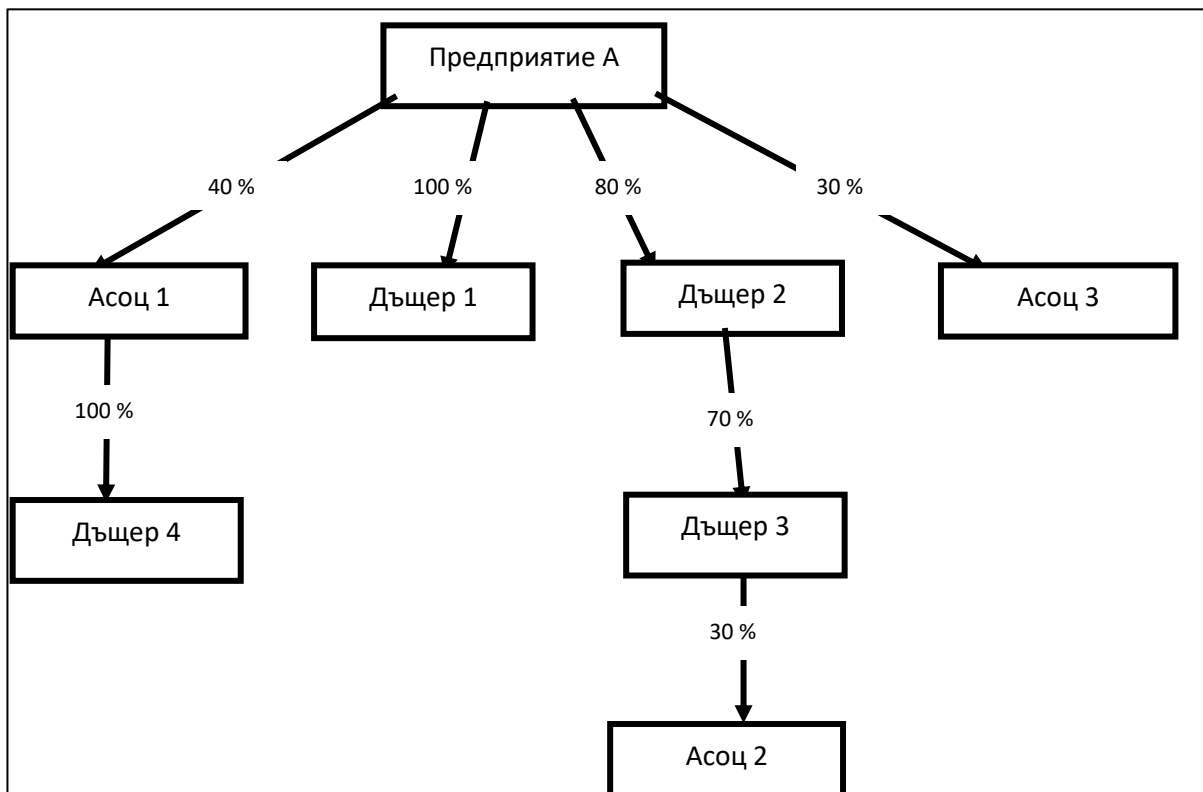 Предприятие А
40 %
100 %
80 %
30 %
Асоц 1
Дъщер 1
Дъщер 2
Асоц 3
100 %
70 %
Дъщер 4
Дъщер 3
30 %
Асоц 2